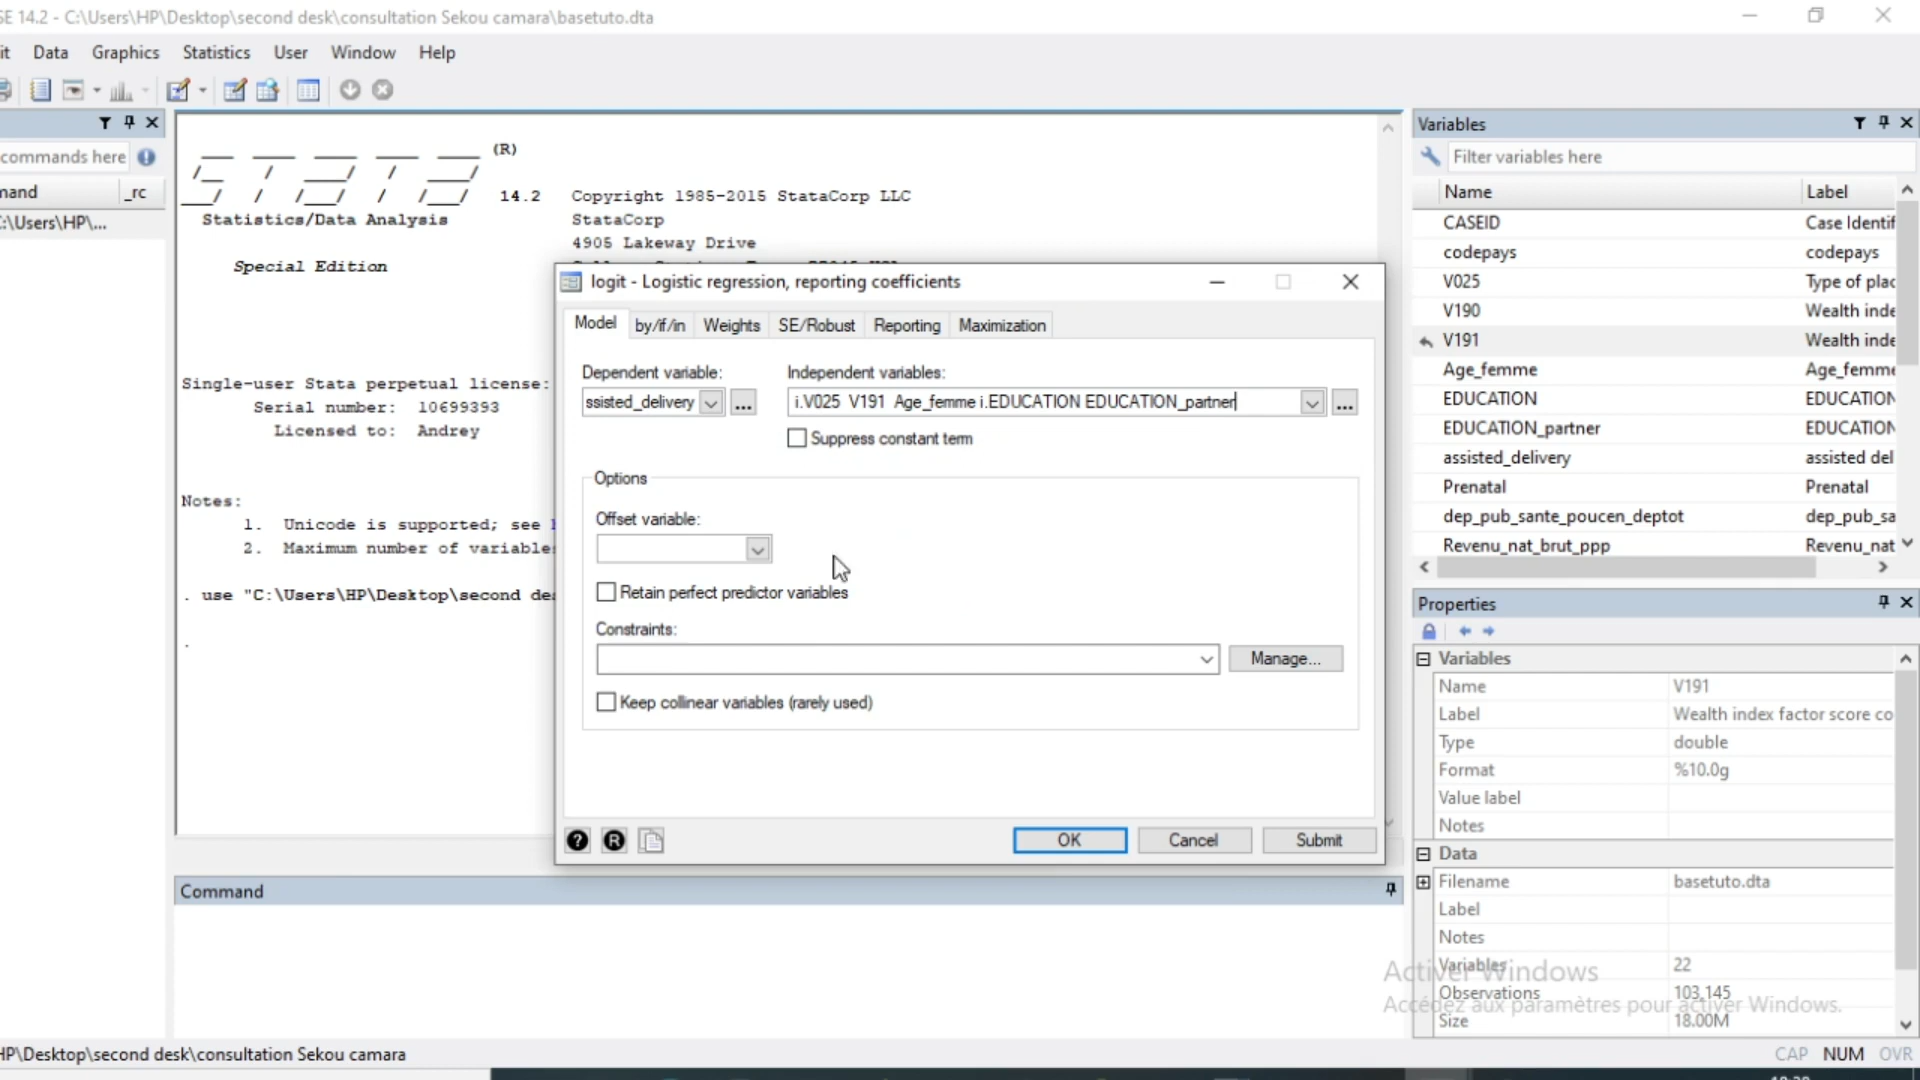 SE 14.2 - C:\Users\HP\Desktop\second desk\consultation Sekou camara\basetuto.dta
it Data Graphics Statistics User Window Help
commands here
mand _rc
C:\Users\HP\...
(R)
STATA
14.2 Copyright 1985-2015 StataCorp LLC
Statistics/Data Analysis StataCorp
4905 Lakeway Drive
Special Edition
Single-user Stata perpetual license:
Serial number: 10699393
Licensed to: Andrey
Notes:
1. Unicode is supported; see
2. Maximum number of variables
. use "C:\Users\HP\Desktop\second des
.
logit - Logistic regression, reporting coefficients
Model by/if/in Weights SE/Robust Reporting Maximization
Dependent variable: Independent variables:
ssisted_delivery ... i.V025 V191 Age_femme i.EDUCATION EDUCATION_partner ...
Suppress constant term
Options
Offset variable:
Retain perfect predictor variables
Constraints:
Manage...
Keep collinear variables (rarely used)
? R OK Cancel Submit
Command
Variables
Filter variables here
Name Label
CASEID Case Identif
codepays codepays
V025 Type of plac
V190 Wealth inde
V191 Wealth inde
Age_femme Age_femme
EDUCATION EDUCATION
EDUCATION_partner EDUCATION
assisted_delivery assisted del
Prenatal Prenatal
dep_pub_sante_poucen_deptot dep_pub_sa
Revenu_nat_brut_ppp Revenu_nat
Properties
Variables
Name V191
Label Wealth index factor score co
Type double
Format %10.0g
Value label
Notes
Data
Filename basetuto.dta
Label
Notes
Variables 22
Observations 103,145
Size 18.00M
Activer Windows
Accédez aux paramètres pour activer Windows.
HP\Desktop\second desk\consultation Sekou camara
CAP NUM OVR